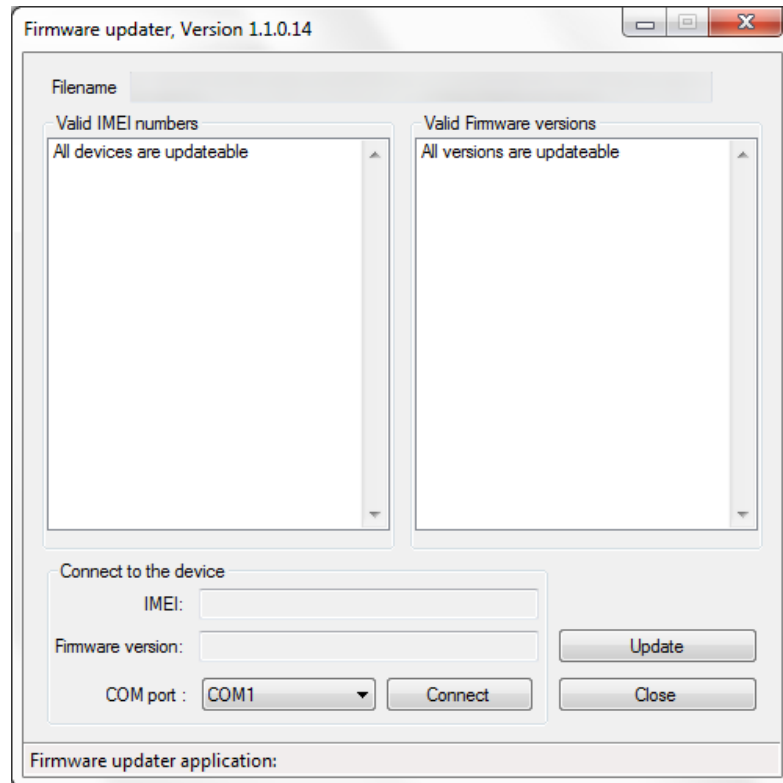 Firmware updater, Version 1.1.0.14
Filename
Valid IMEI numbers
All devices are updateable
Valid Firmware versions
All versions are updateable
Connect to the device
IMEI:
Firmware version:
Update
COM port :
COM1
Connect
Close
Firmware updater application: